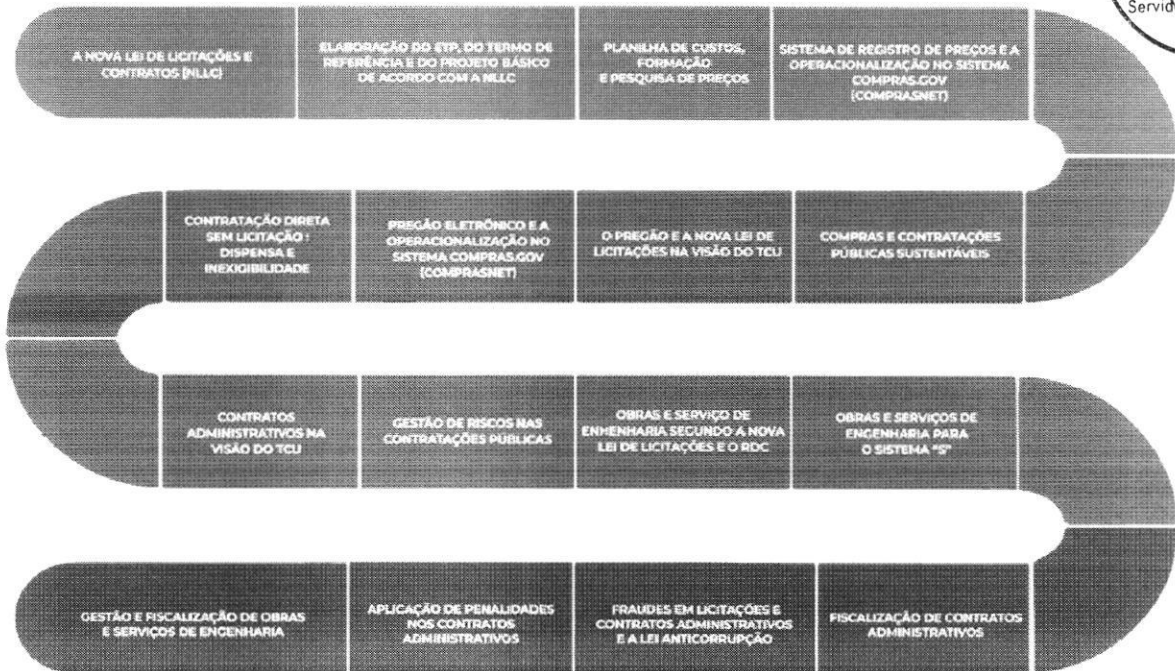 Servid
A NOVA LEI DE LICITAÇÕES E
CONTRATOS (NLLC)
ELABORAÇÃO DO ETP, DO TERMO DE
REFERÊNCIA E DO PROJETO BÁSICO
DE ACORDO COM A NLLC
PLANILHA DE CUSTOS,
FORMAÇÃO
E PESQUISA DE PREÇOS
SISTEMA DE REGISTRO DE PREÇOS E A
OPERACIONALIZAÇÃO NO SISTEMA
COMPRAS.GOV
(COMPRASNET)
CONTRATAÇÃO DIRETA
SEM LICITAÇÃO :
DISPENSA E
INEXIGIBILIDADE
PREGÃO ELETRÔNICO E A
OPERACIONALIZAÇÃO NO
SISTEMA COMPRAS.GOV
(COMPRASNET)
O PREGÃO E A NOVA LEI DE
LICITAÇÕES NA VISÃO DO TCU
COMPRAS E CONTRATAÇÕES
PÚBLICAS SUSTENTÁVEIS
CONTRATOS
ADMINISTRATIVOS NA
VISÃO DO TCU
GESTÃO DE RISCOS NAS
CONTRATAÇÕES PÚBLICAS
OBRAS E SERVIÇO DE
ENMENHARIA SEGUNDO A NOVA
LEI DE LICITAÇÕES E O RDC
OBRAS E SERVIÇOS DE
ENGENHARIA PARA
O SISTEMA "S"
GESTÃO E FISCALIZAÇÃO DE OBRAS
E SERVIÇOS DE ENGENHARIA
APLICAÇÃO DE PENALIDADES
NOS CONTRATOS
ADMINISTRATIVOS
FRAUDES EM LICITAÇÕES E
CONTRATOS ADMINISTRATIVOS
E A LEI ANTICORRUPÇÃO
FISCALIZAÇÃO DE CONTRATOS
ADMINISTRATIVOS